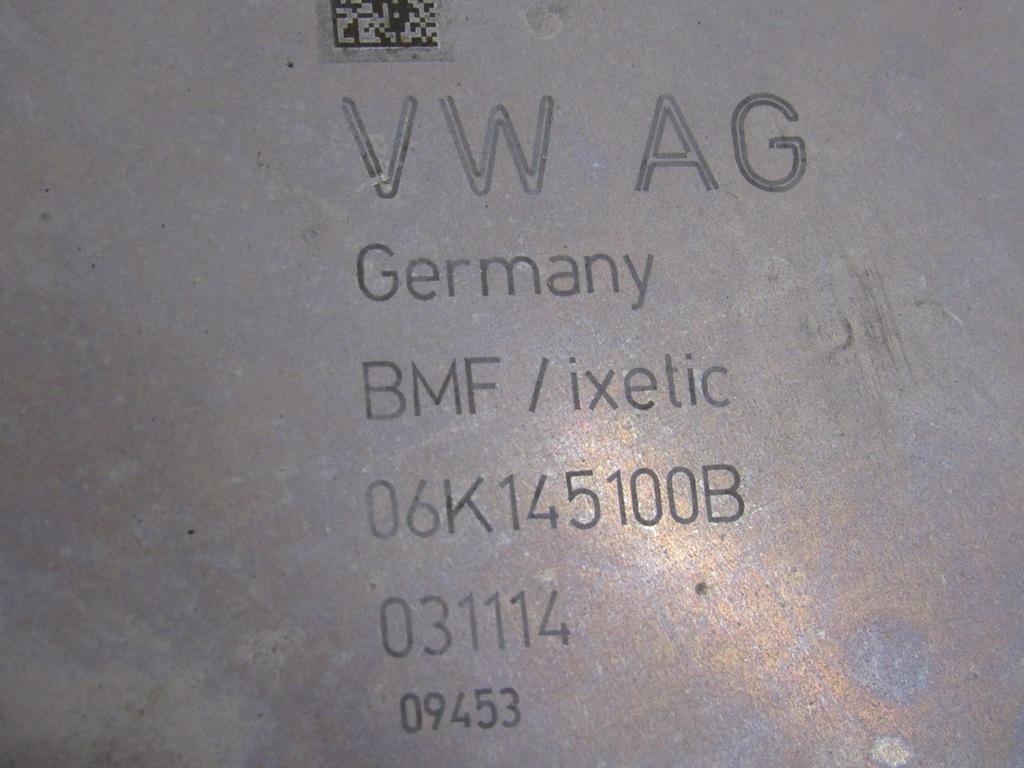 VW AG
Germany
BMF / ixetic
06K145100B
031114
09453